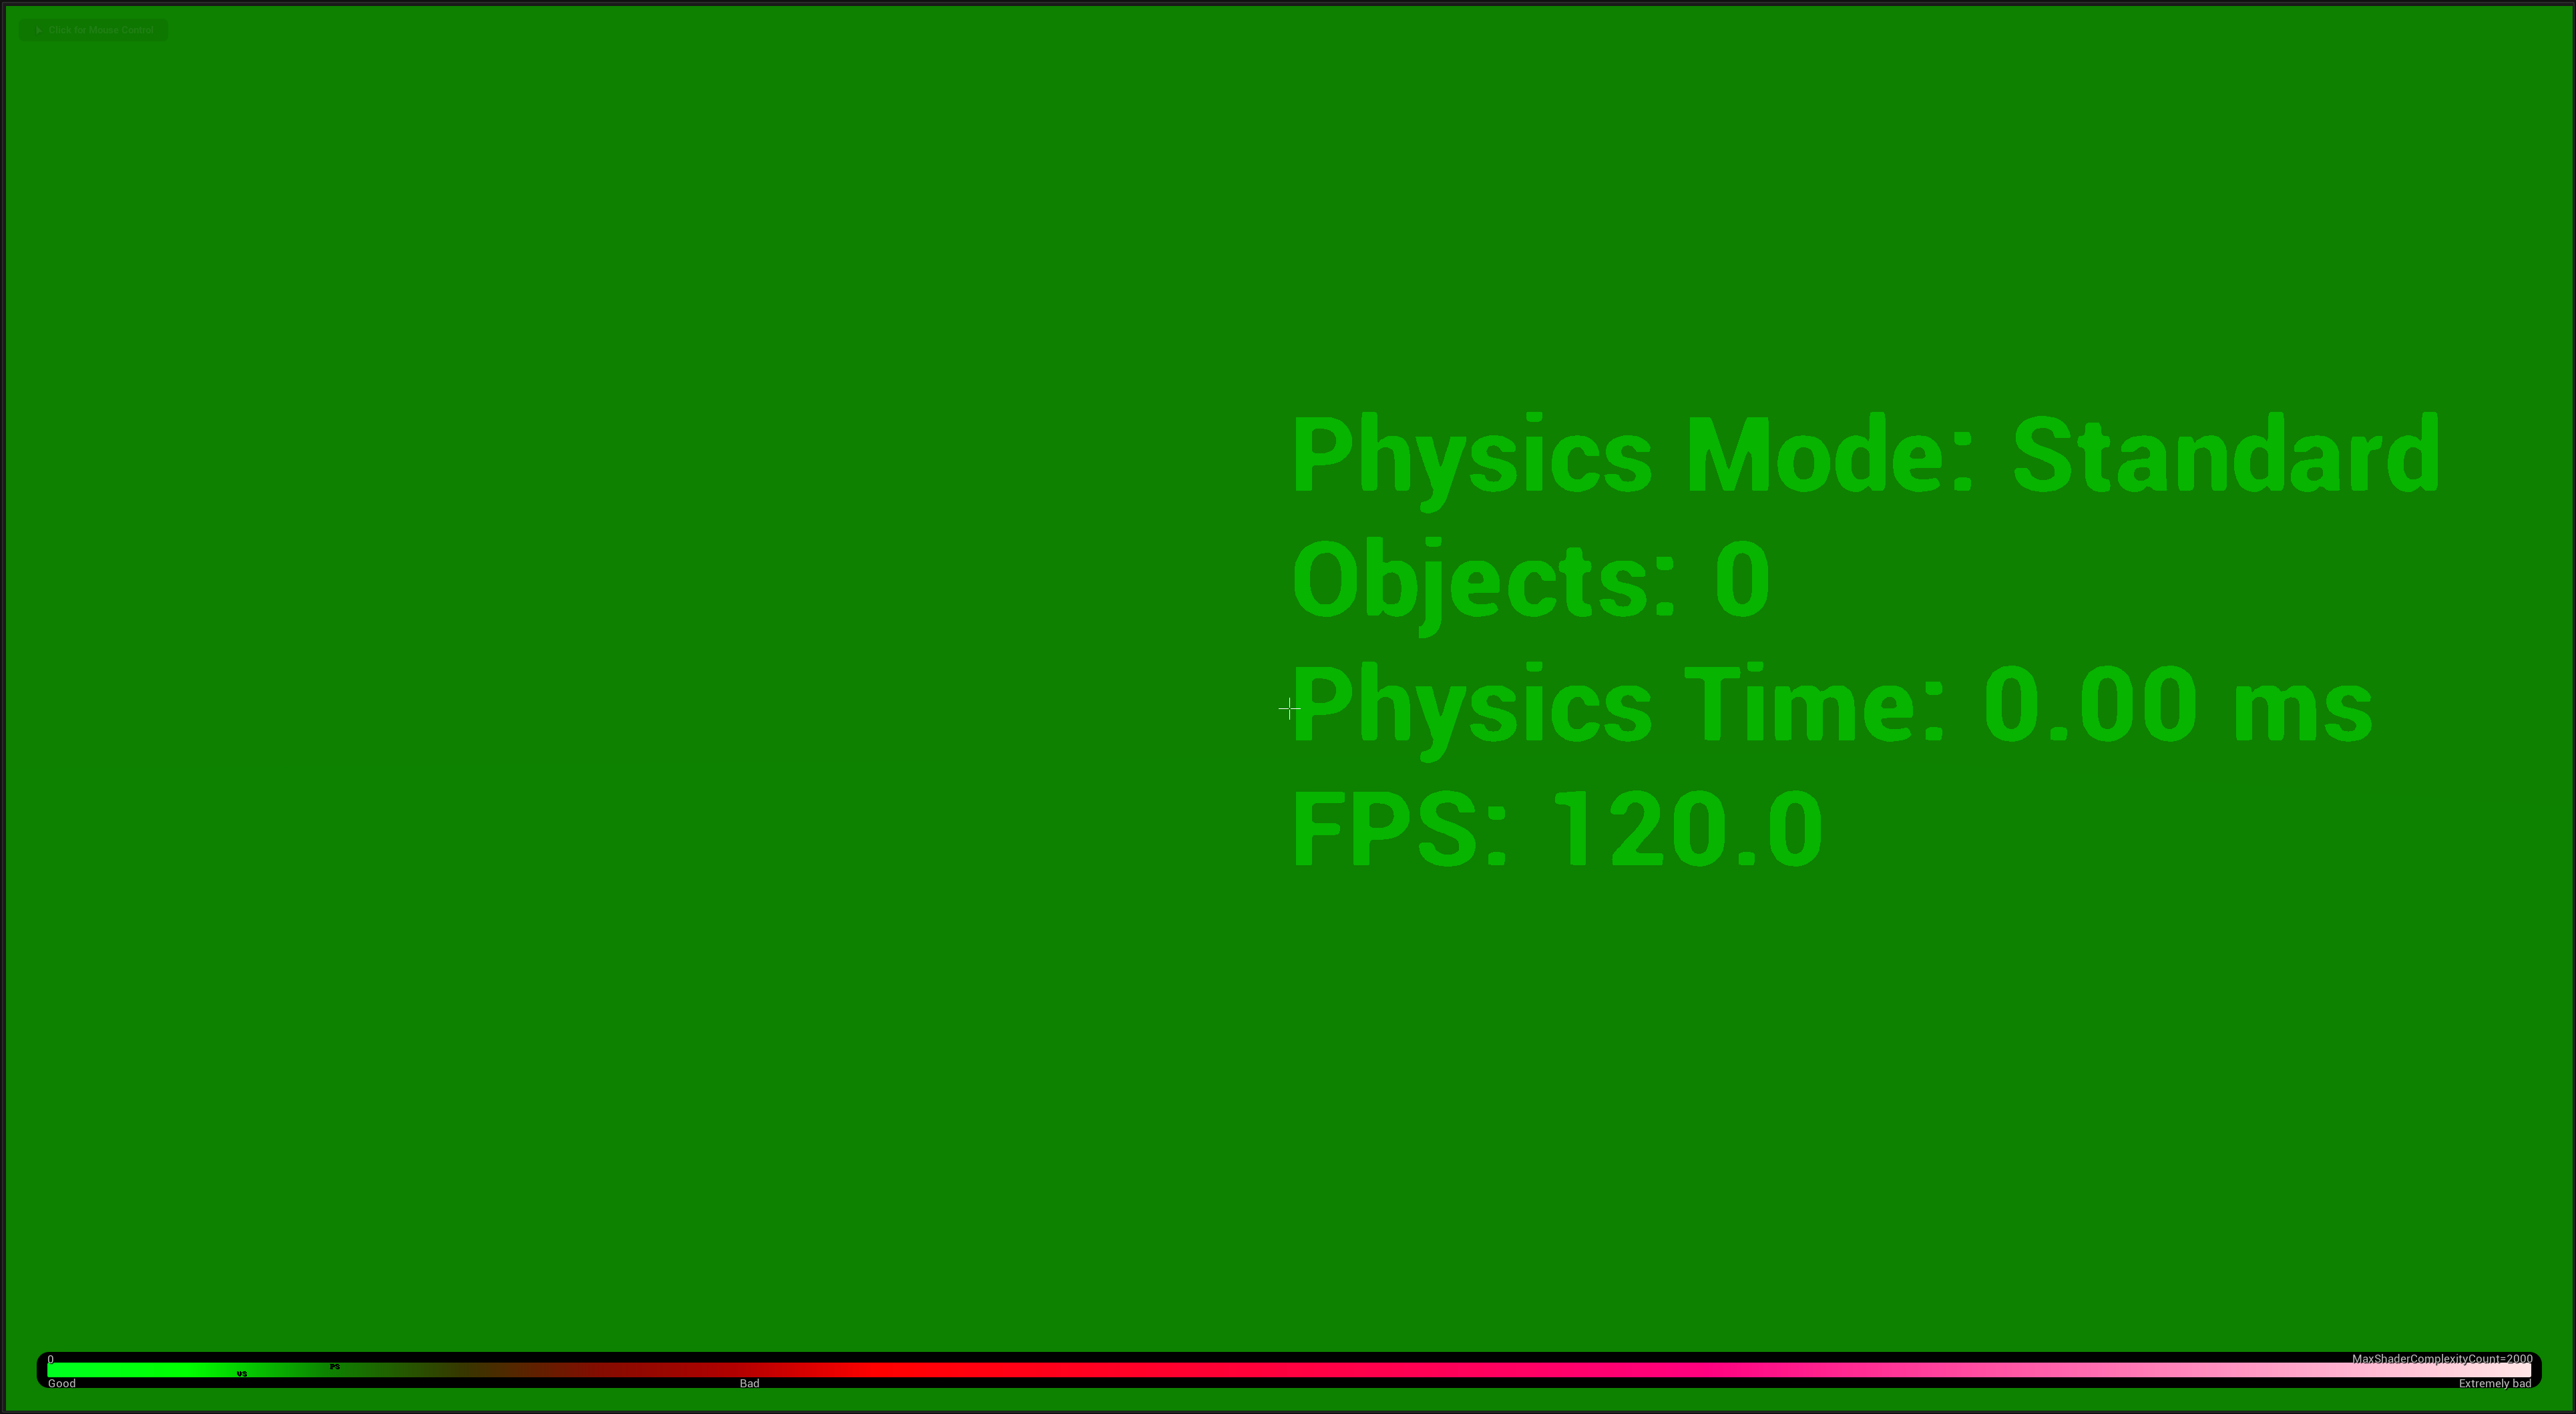 Click for Mouse Control
Physics Mode: Standard
Objects: 0
Physics Time: 0.00 ms
FPS: 120.0
0
MaxShaderComplexityCount=2000
PS
VS
Good
Bad
Extremely bad